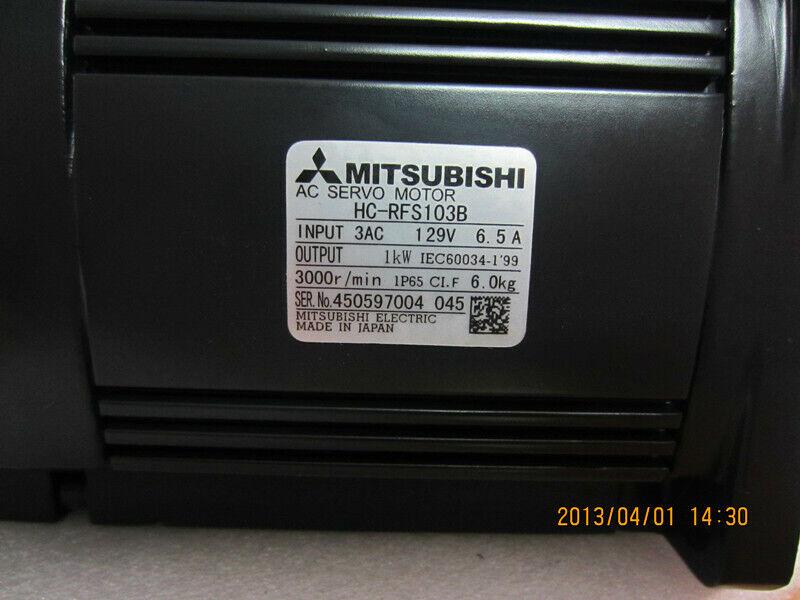 MITSUBISHI
AC SERVO MOTOR
HC-RFS103B
INPUT 3AC 129V 6.5A
OUTPUT 1kW IEC60034-1'99
3000r/min IP65 CI.F 6.0kg
SER.No.450597004 045
MITSUBISHI ELECTRIC
MADE IN JAPAN
2013/04/01 14:30